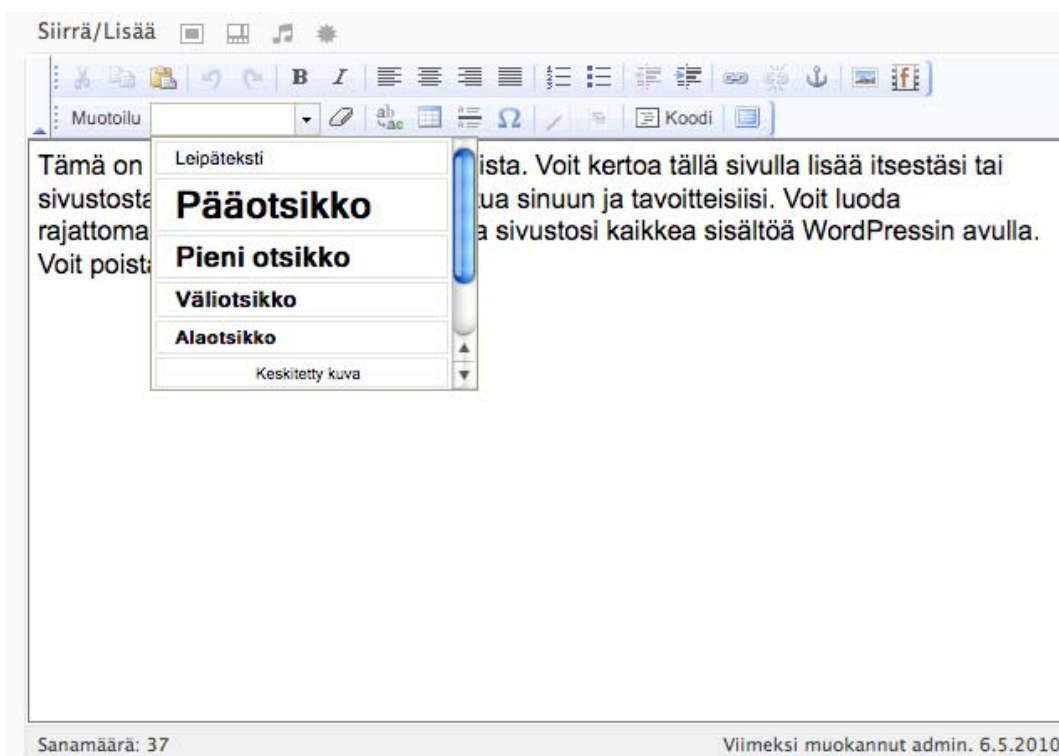 Siirrä/Lisää
B I
Muotoilu
Koodi
Leipäteksti
Pääotsikko
Pieni otsikko
Väliotsikko
Alaotsikko
Keskitetty kuva
Tämä on ista. Voit kertoa tällä sivulla lisää itsestäsi tai
sivustosta tua sinuun ja tavoitteisiisi. Voit luoda
rajattoma a sivustosi kaikkea sisältöä WordPressin avulla.
Voit poista
Sanamäärä: 37
Viimeksi muokannut admin. 6.5.2010